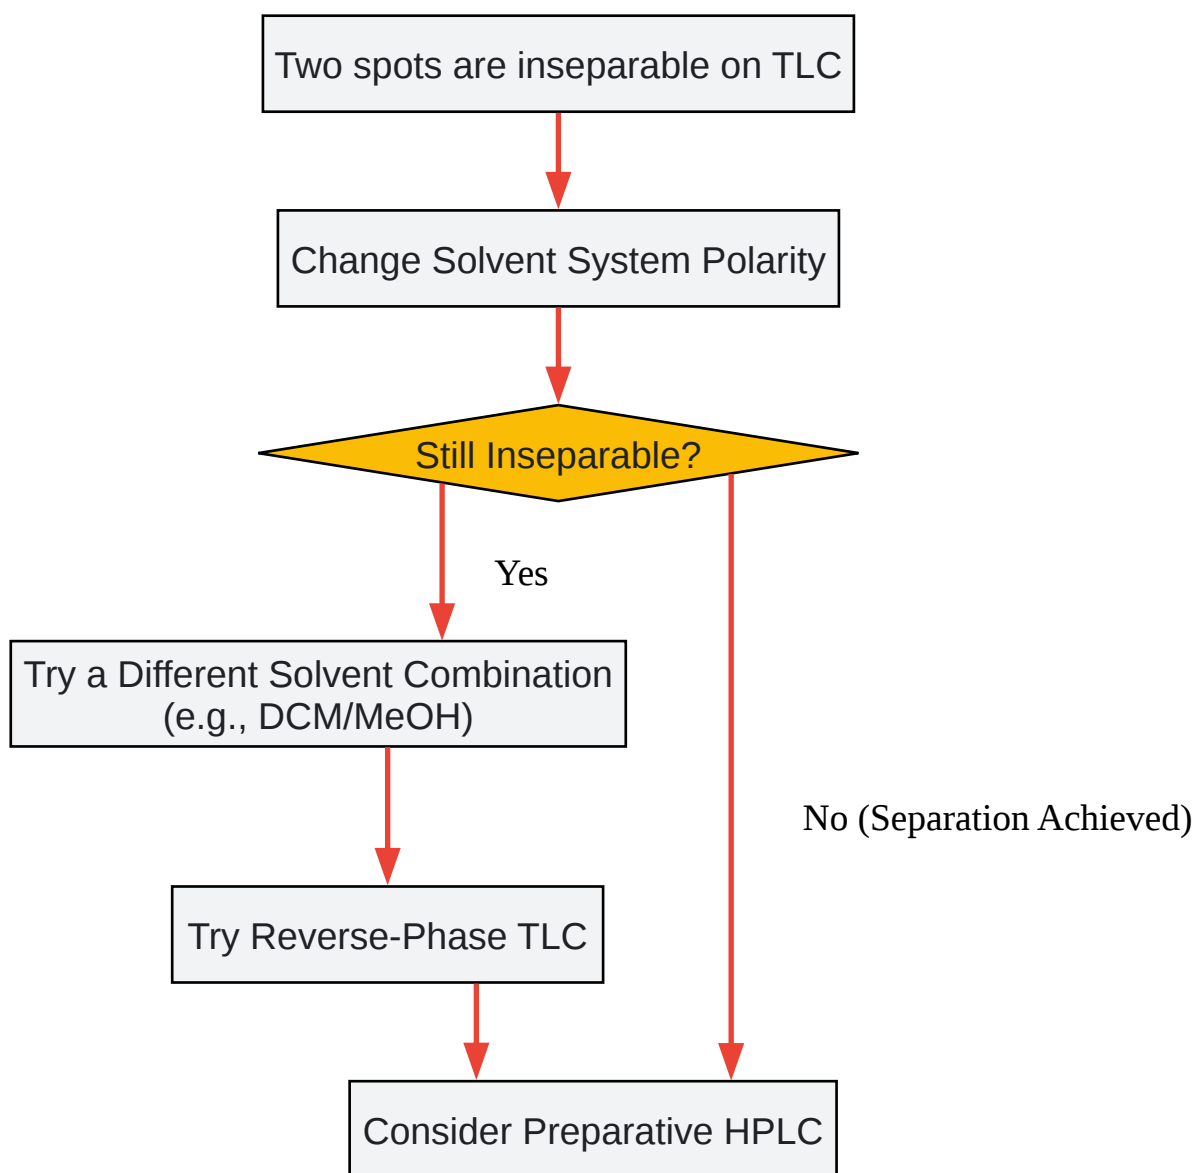 Two spots are inseparable on TLC
Change Solvent System Polarity
Still Inseparable?
Yes
Try a Different Solvent Combination
(e.g., DCM/MeOH)
No (Separation Achieved)
Try Reverse-Phase TLC
Consider Preparative HPLC